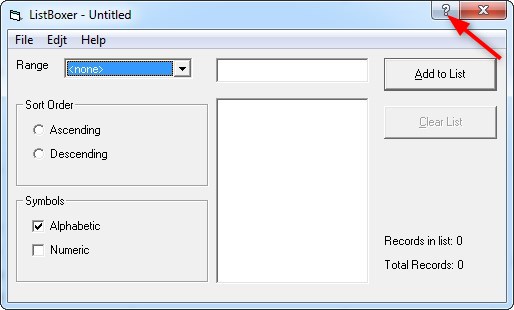 ListBoxer - Untitled
File Edjt Help
Range <none> Add to List
Sort Order
Ascending
Descending
Clear List
Symbols
Alphabetic
Numeric
Records in list: 0
Total Records: 0